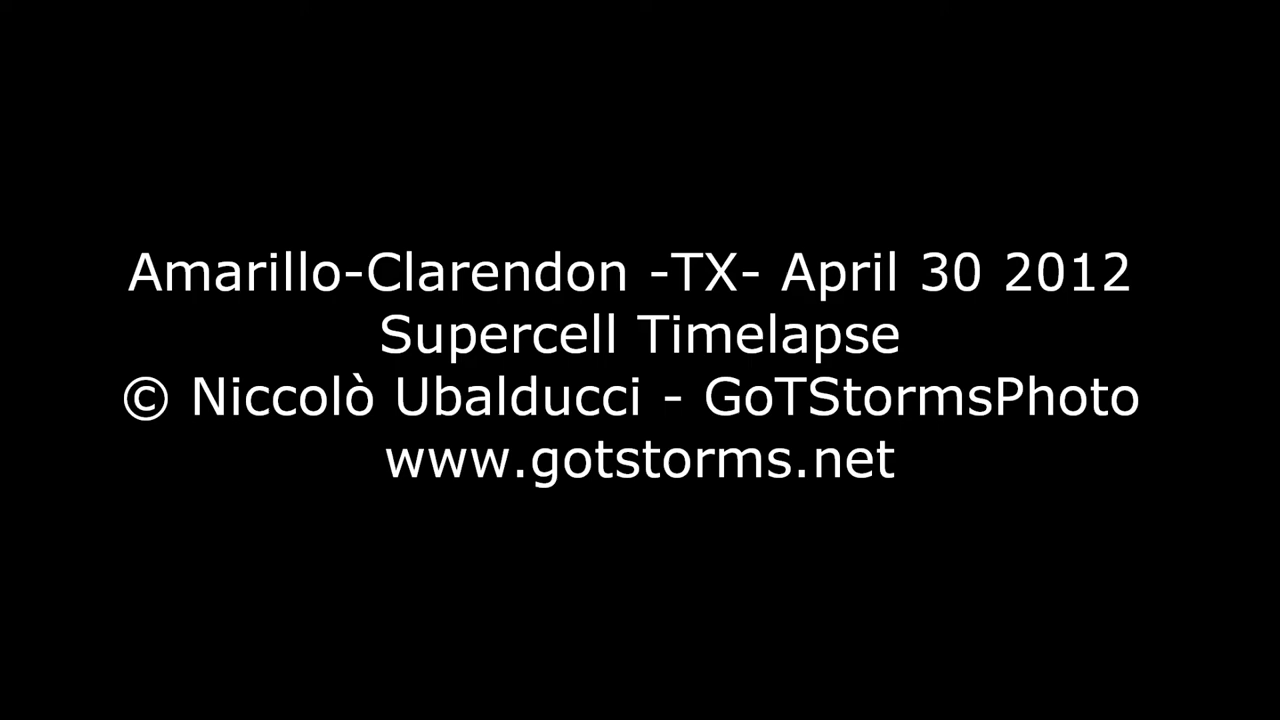 Amarillo-Clarendon -TX- April 30 2012
Supercell Timelapse
© Niccolò Ubalducci - GoTStormsPhoto
www.gotstorms.net